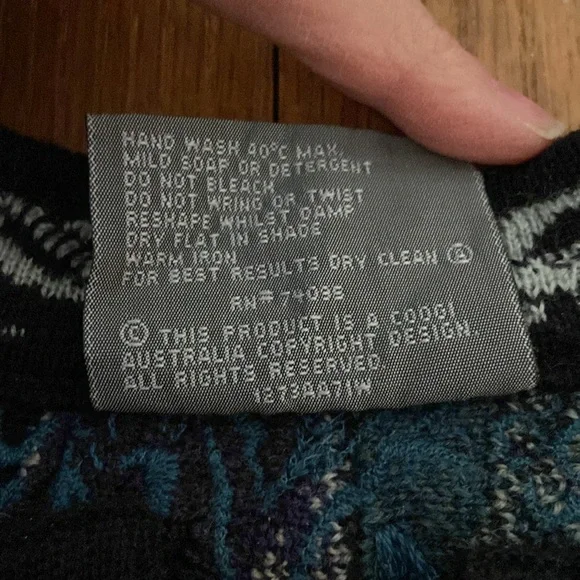 HAND WASH 40°C MAX.
MILD SOAP OR DETERGENT
DO NOT BLEACH
DO NOT WRING OR TWIST
RESHAPE WHILST DAMP
DRY FLAT IN SHADE
WARM IRON
FOR BEST RESULTS DRY CLEAN Ⓟ
RN# 74086
© THIS PRODUCT IS A COOGI
AUSTRALIA COPYRIGHT DESIGN.
ALL RIGHTS RESERVED.
1273AA71W